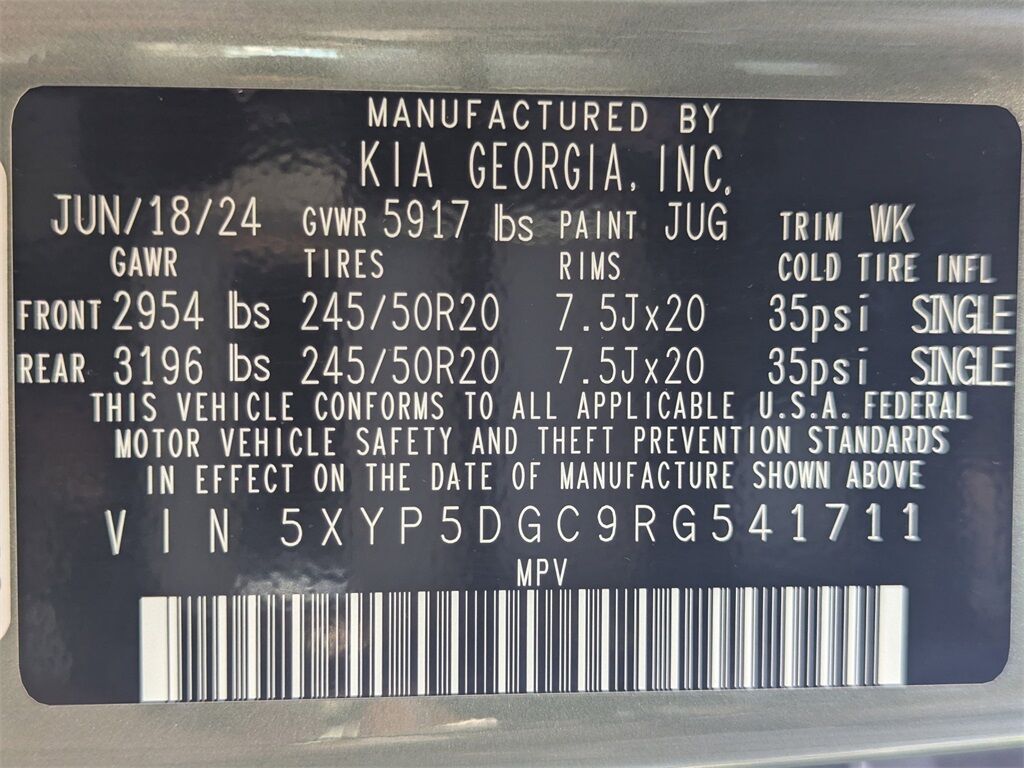 MANUFACTURED BY
KIA GEORGIA, INC.
JUN/18/24 GVWR 5917 lbs PAINT JUG TRIM WK
GAWR TIRES RIMS COLD TIRE INFL
FRONT 2954 lbs 245/50R20 7.5Jx20 35psi SINGLE
REAR 3196 lbs 245/50R20 7.5Jx20 35psi SINGLE
THIS VEHICLE CONFORMS TO ALL APPLICABLE U.S.A. FEDERAL
MOTOR VEHICLE SAFETY AND THEFT PREVENTION STANDARDS
IN EFFECT ON THE DATE OF MANUFACTURE SHOWN ABOVE
VIN 5XYP5DGC9RG541711
MPV